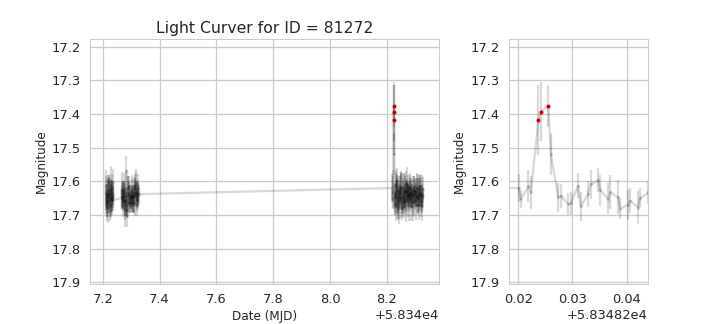 Light Curver for ID = 81272
Magnitude
17.2
17.3
17.4
17.5
17.6
17.7
17.8
17.9
7.2 7.4 7.6 7.8 8.0 8.2
Date (MJD)
+5.834e4
Magnitude
17.2
17.3
17.4
17.5
17.6
17.7
17.8
17.9
0.02 0.03 0.04
+5.83482e4